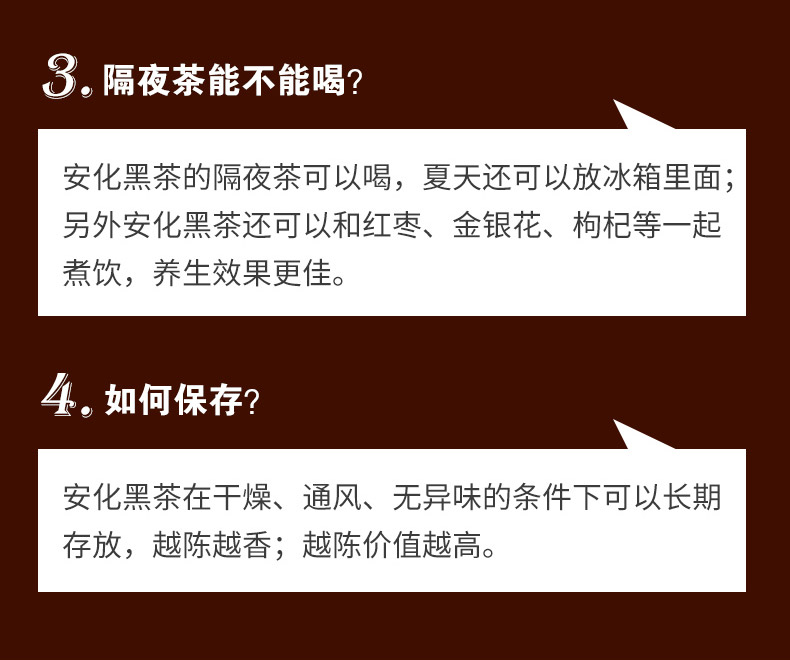 3. 隔夜茶能不能喝?
安化黑茶的隔夜茶可以喝，夏天还可以放冰箱里面；
另外安化黑茶还可以和红枣、金银花、枸杞等一起
煮饮，养生效果更佳。
4. 如何保存?
安化黑茶在干燥、通风、无异味的条件下可以长期
存放，越陈越香；越陈价值越高。